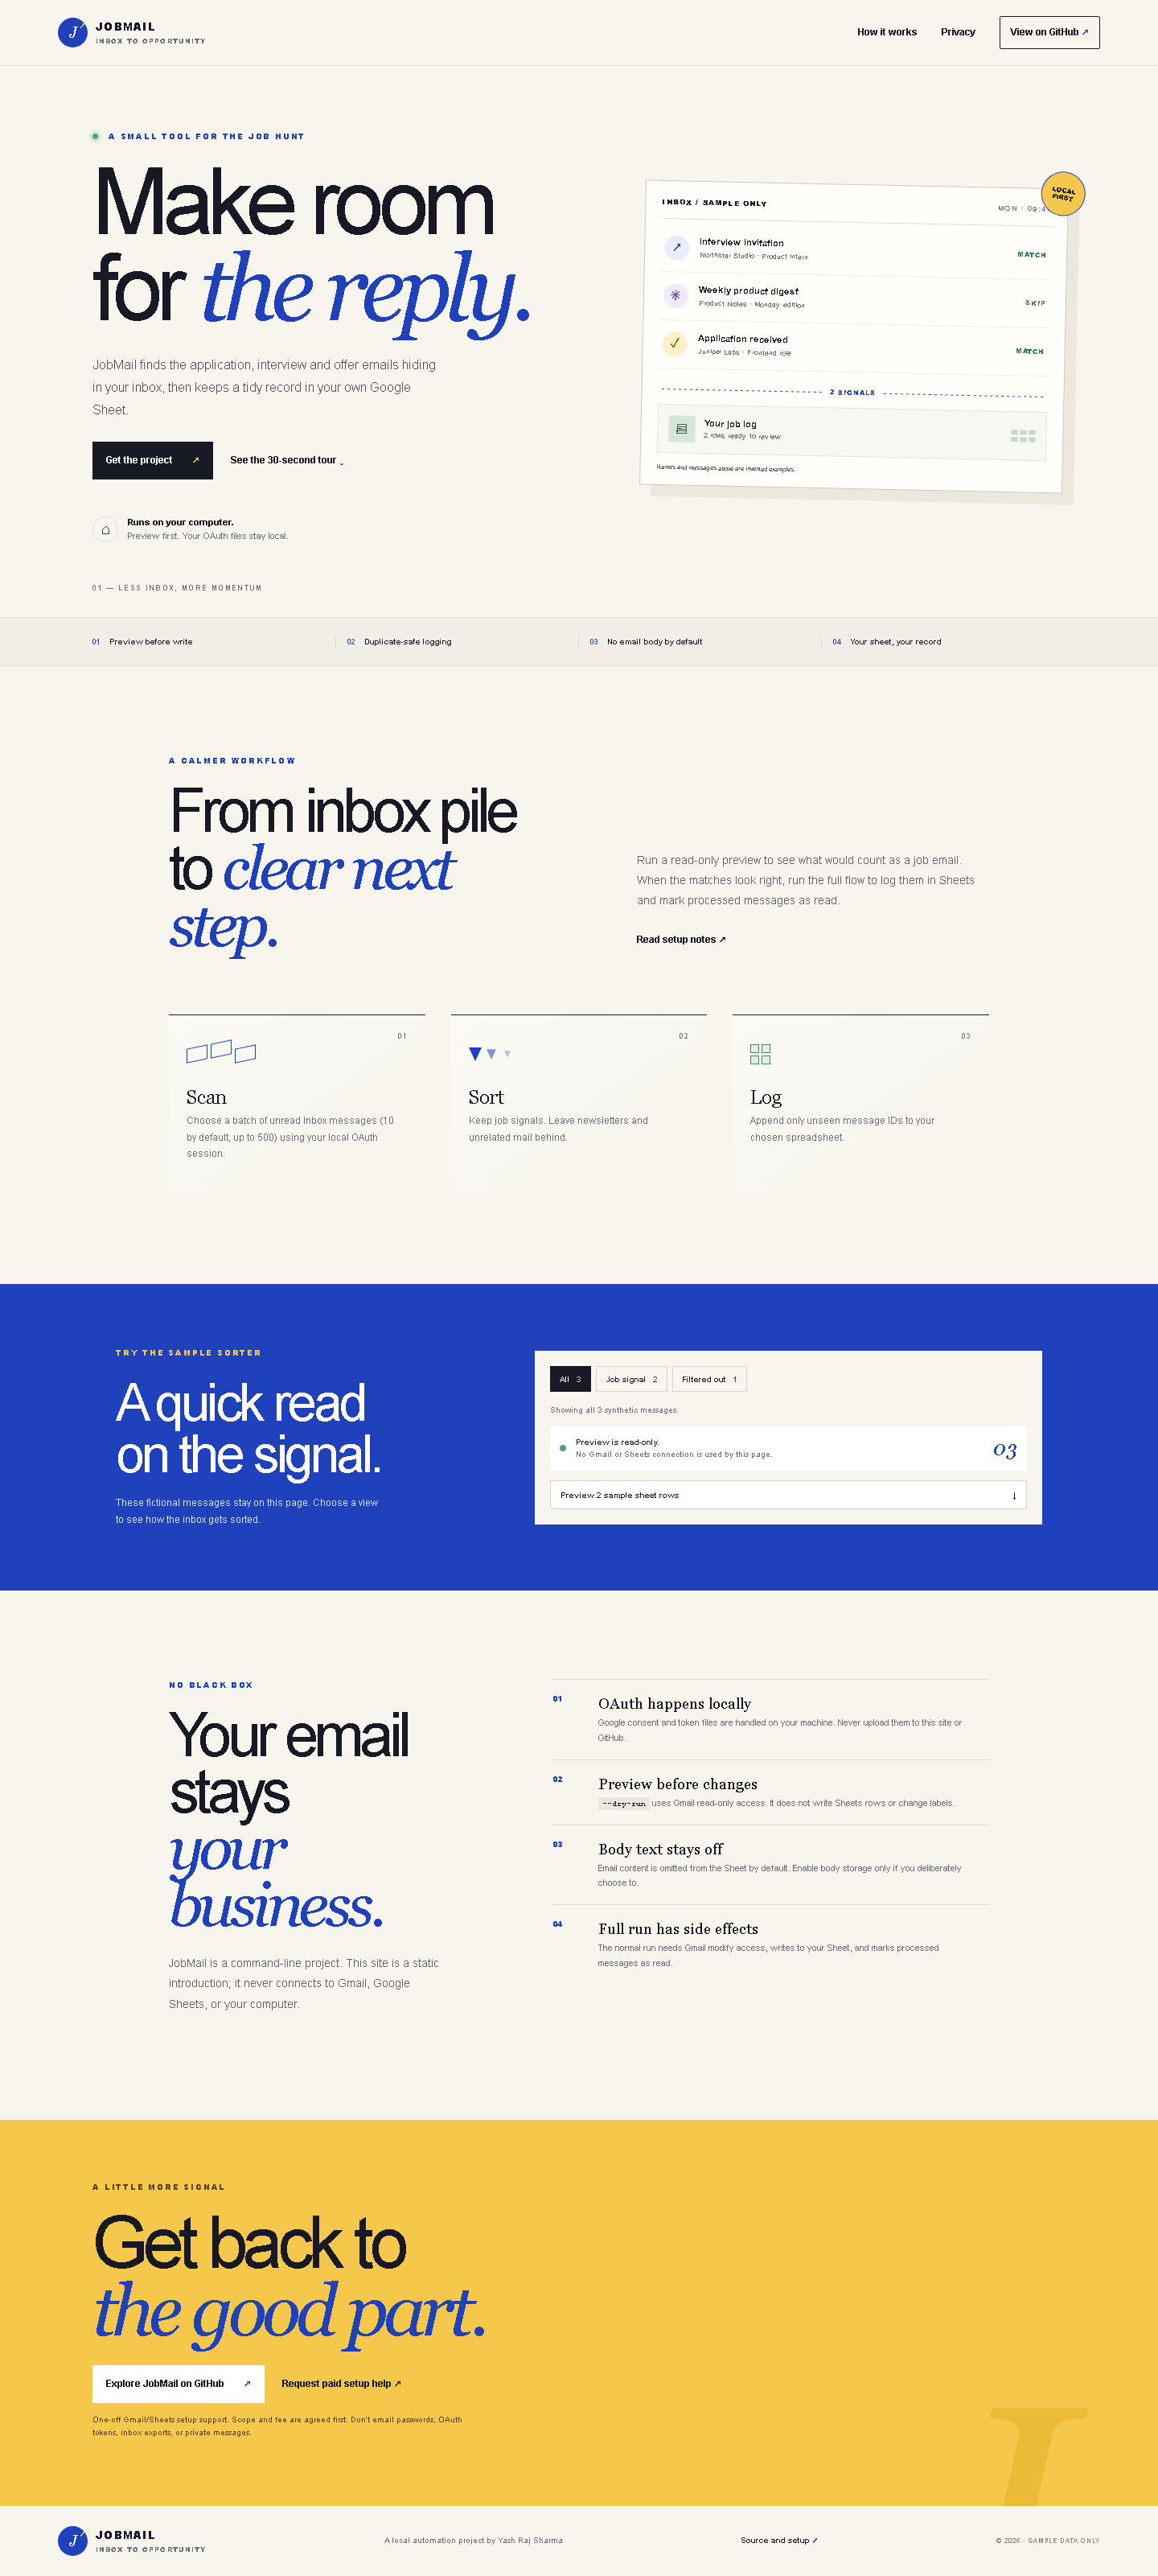 JOBMAIL
INBOX TO OPPORTUNITY
How it works
Privacy
View on GitHub ↗
A SMALL TOOL FOR THE JOB HUNT
Make room
for the reply.
JobMail finds the application, interview and offer emails hiding
in your inbox, then keeps a tidy record in your own Google
Sheet.
Get the project ↗
See the 30-second tour
Runs on your computer.
Preview first. Your OAuth files stay local.
01 — LESS INBOX, MORE MOMENTUM
INBOX / SAMPLE ONLY
MON · 09:4
LOCAL
FIRST
Interview invitation
Northstar Studio · Product intern
MATCH
Weekly product digest
Product Notes · Monday edition
SKIP
Application received
Juniper Labs · Frontend role
MATCH
2 SIGNALS
Your job log
2 rows ready to review
Names and messages above are invented examples.
01 Preview before write
02 Duplicate-safe logging
03 No email body by default
04 Your sheet, your record
A CALMER WORKFLOW
From inbox pile
to clear next
step.
Run a read-only preview to see what would count as a job email.
When the matches look right, run the full flow to log them in Sheets
and mark processed messages as read.
Read setup notes ↗
01
Scan
Choose a batch of unread Inbox messages (10
by default, up to 500) using your local OAuth
session.
02
Sort
Keep job signals. Leave newsletters and
unrelated mail behind.
03
Log
Append only unseen message IDs to your
chosen spreadsheet.
TRY THE SAMPLE SORTER
A quick read
on the signal.
These fictional messages stay on this page. Choose a view
to see how the inbox gets sorted.
All 3
Job signal 2
Filtered out 1
Showing all 3 synthetic messages.
Preview is read-only.
No Gmail or Sheets connection is used by this page.
03
Preview 2 sample sheet rows ↓
NO BLACK BOX
Your email
stays
your
business.
JobMail is a command-line project. This site is a static
introduction; it never connects to Gmail, Google
Sheets, or your computer.
01
OAuth happens locally
Google consent and token files are handled on your machine. Never upload them to this site or
GitHub.
02
Preview before changes
--dry-run uses Gmail read-only access. It does not write Sheets rows or change labels.
03
Body text stays off
Email content is omitted from the Sheet by default. Enable body storage only if you deliberately
choose to.
04
Full run has side effects
The normal run needs Gmail modify access, writes to your Sheet, and marks processed
messages as read.
A LITTLE MORE SIGNAL
Get back to
the good part.
Explore JobMail on GitHub ↗
Request paid setup help ↗
One-off Gmail/Sheets setup support. Scope and fee are agreed first. Don't email passwords, OAuth
tokens, inbox exports, or private messages.
JOBMAIL
INBOX TO OPPORTUNITY
A local automation project by Yash Raj Sharma
Source and setup ↗
© 2026 · SAMPLE DATA ONLY